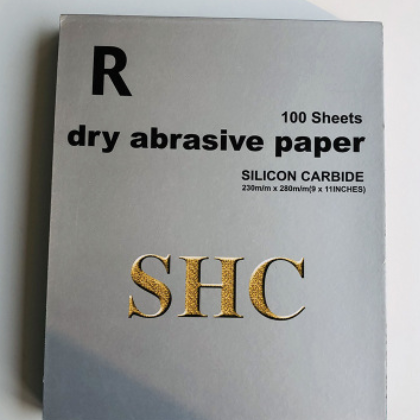 R
100 Sheets
dry abrasive paper
SILICON CARBIDE
230m/m x 280m/m(9 x 11INCHES)
SHC